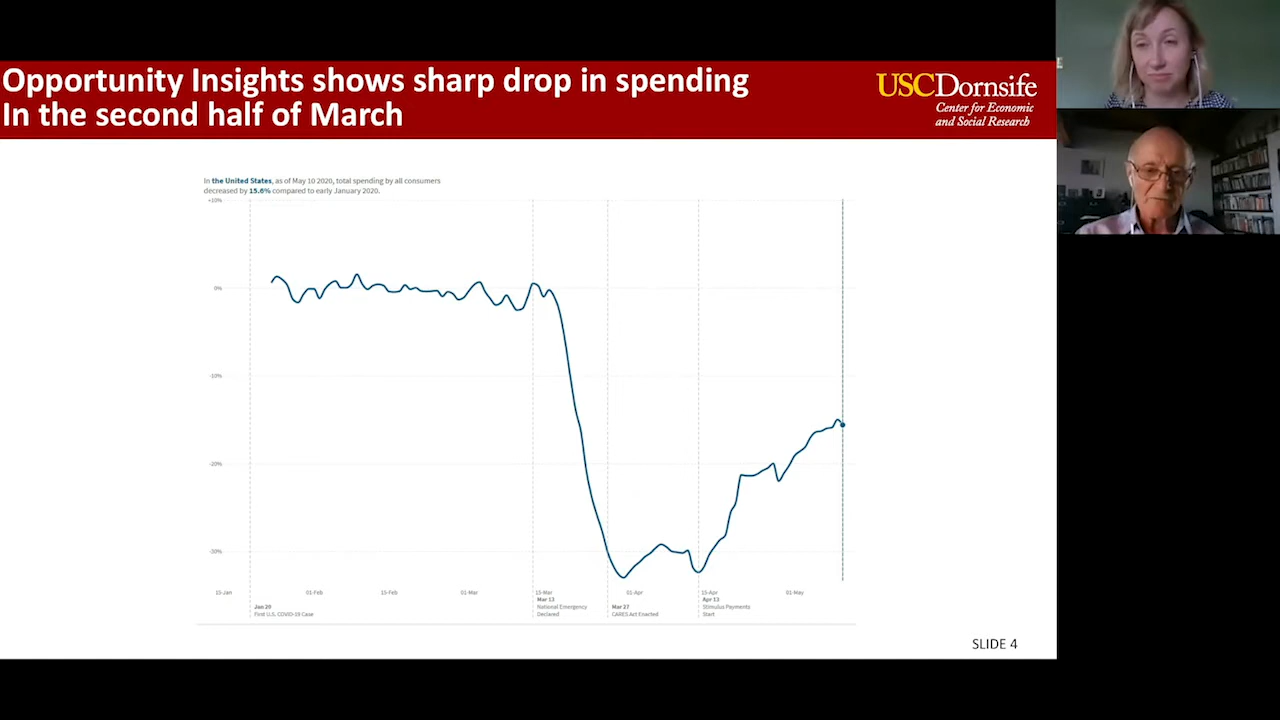 Opportunity Insights shows sharp drop in spending
In the second half of March
USCDornsife
Center for Economic
and Social Research
In the United States, as of May 10 2020, total spending by all consumers
decreased by 15.6% compared to early January 2020.
+10%
0%
-10%
-20%
-30%
15-Jan
01-Feb
15-Feb
01-Mar
15-Mar
01-Apr
15-Apr
01-May
Jan 20
First U.S. COVID-19 Case
Mar 13
National Emergency
Declared
Mar 27
CARES Act Enacted
Apr 13
Stimulus Payments
Start
SLIDE 4